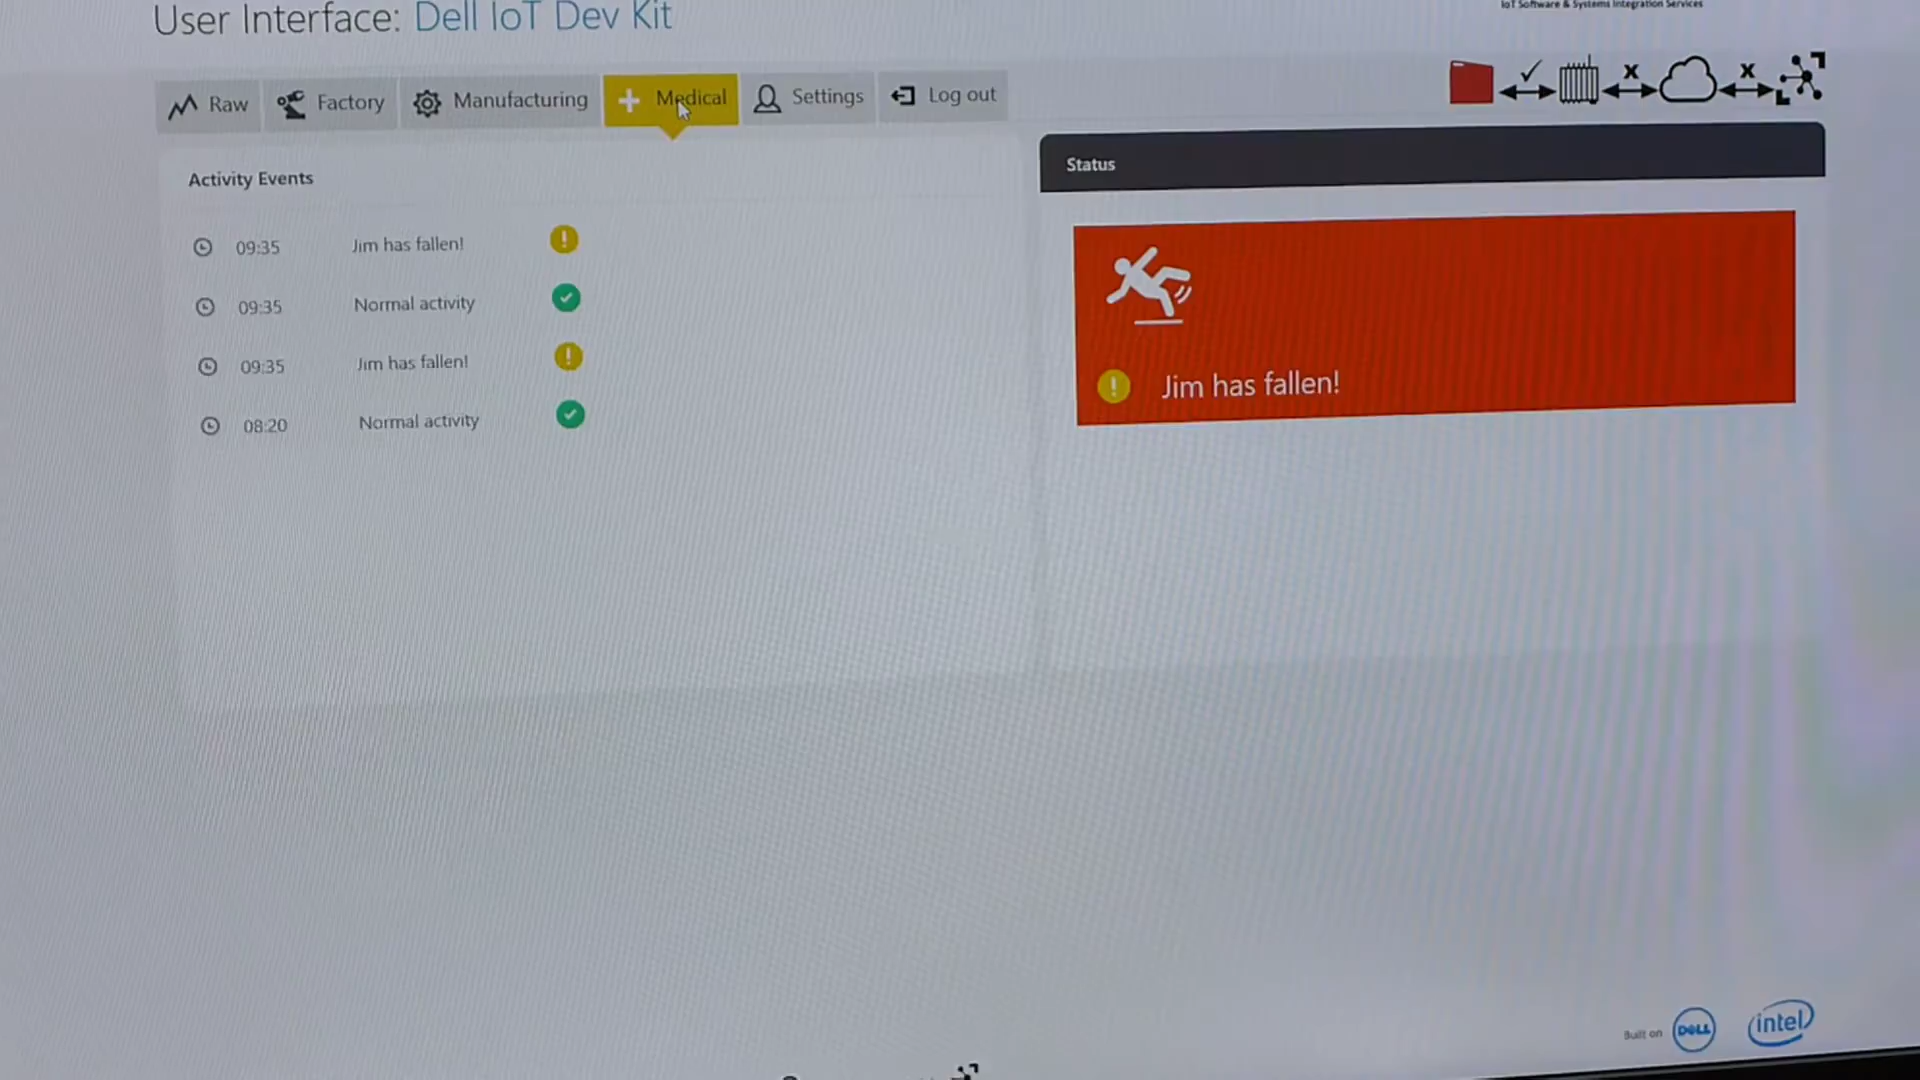 User Interface: Dell IoT Dev Kit
IoT Software & Systems Integration Services
Raw
Factory
Manufacturing
Medical
Settings
Log out
Activity Events
09:35 Jim has fallen!
09:35 Normal activity
09:35 Jim has fallen!
08:20 Normal activity
Status
Jim has fallen!
Built on
DELL
intel